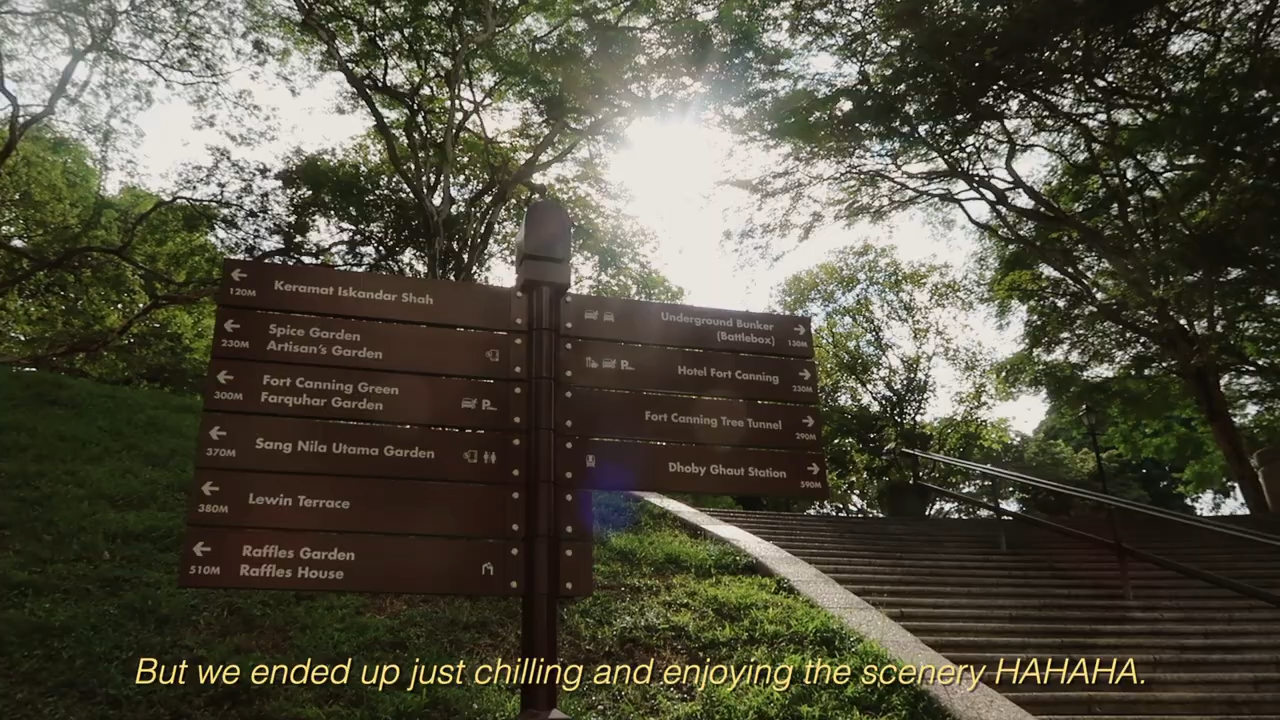 Keramat Iskandar Shah
120M
Spice Garden
Artisan's Garden
230M
Fort Canning Green
Farquhar Garden
300M
Sang Nila Utama Garden
370M
Lewin Terrace
380M
Raffles Garden
Raffles House
510M
Underground Bunker
(Battlebox)
130M
Hotel Fort Canning
230M
Fort Canning Tree Tunnel
290M
Dhoby Ghaut Station
590M
But we ended up just chilling and enjoying the scenery HAHAHA.